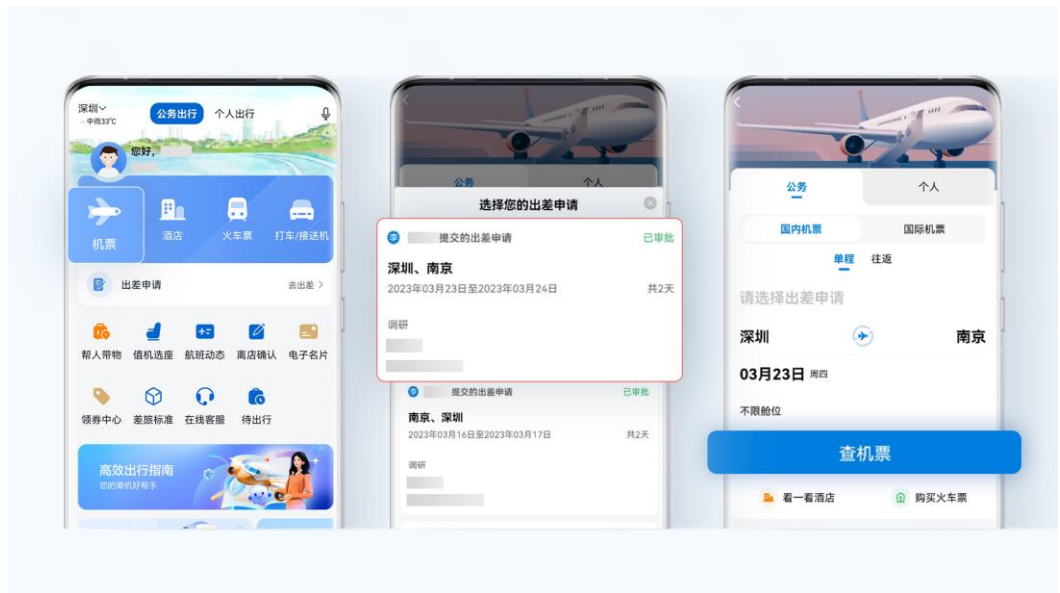 深圳
中雨33°C
公务出行 个人出行
您好，
机票 酒店 火车票 打车/接送机
出差申请 去出差 >
帮人带物 值机选座 航班动态 离店确认 电子名片
领券中心 差旅标准 在线客服 待出行
高效出行指南
您的乘机好帮手
公务 个人
选择您的出差申请
李 提交的出差申请 已审批
深圳、南京
2023年03月23日至2023年03月24日 共2天
调研
李 提交的出差申请 已审批
南京、深圳
2023年03月16日至2023年03月17日 共2天
调研
公务 个人
国内机票 国际机票
单程 往返
请选择出差申请
深圳 南京
03月23日 周四
不限舱位
查机票
看一看酒店 购买火车票